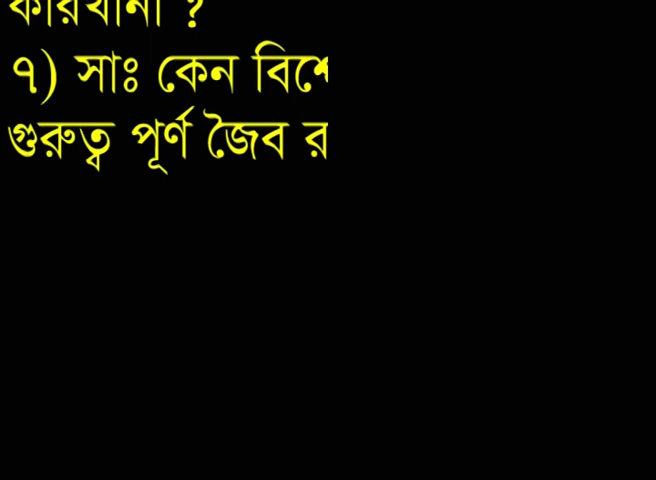 কারখানা ?
৭) সাঃ কেন
গুরুত্ব পূর্ণ জৈব